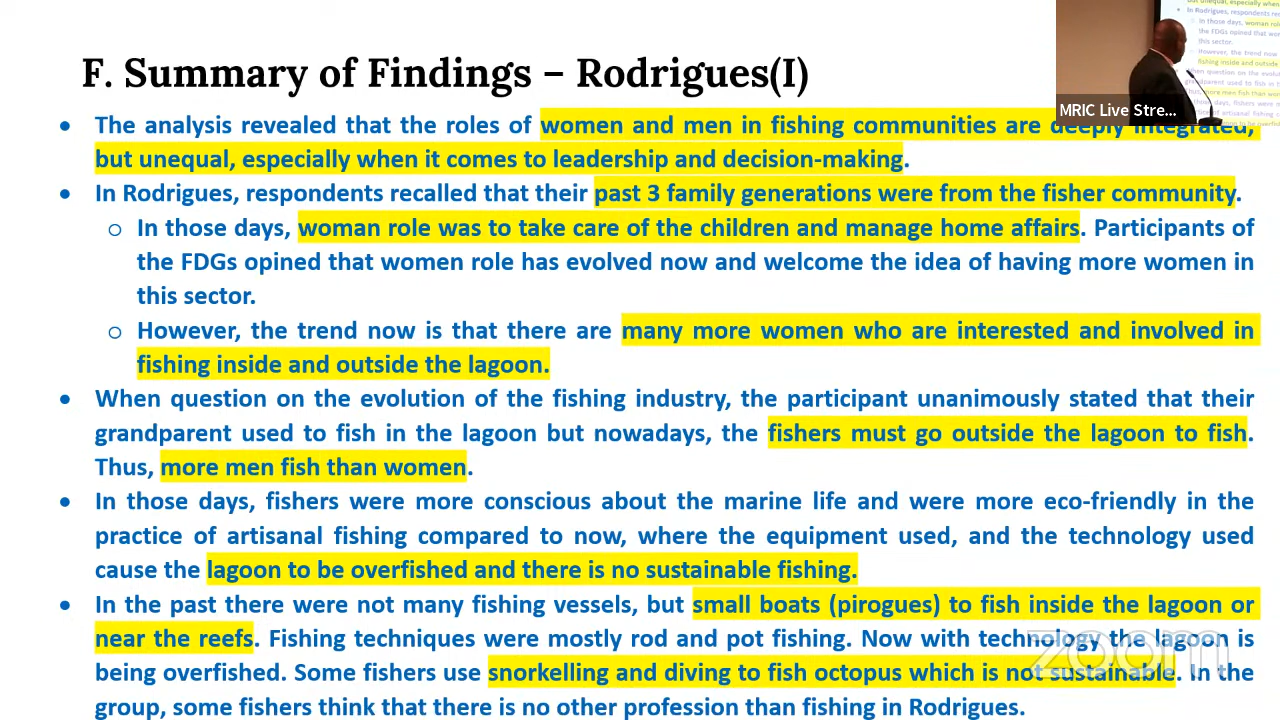 F. Summary of Findings – Rodrigues(I)
MRIC Live Stre...
• The analysis revealed that the roles of women and men in fishing communities are deeply integrated,
but unequal, especially when it comes to leadership and decision-making.
• In Rodrigues, respondents recalled that their past 3 family generations were from the fisher community.
o In those days, woman role was to take care of the children and manage home affairs. Participants of
the FDGs opined that women role has evolved now and welcome the idea of having more women in
this sector.
o However, the trend now is that there are many more women who are interested and involved in
fishing inside and outside the lagoon.
• When question on the evolution of the fishing industry, the participant unanimously stated that their
grandparent used to fish in the lagoon but nowadays, the fishers must go outside the lagoon to fish.
Thus, more men fish than women.
• In those days, fishers were more conscious about the marine life and were more eco-friendly in the
practice of artisanal fishing compared to now, where the equipment used, and the technology used
cause the lagoon to be overfished and there is no sustainable fishing.
• In the past there were not many fishing vessels, but small boats (pirogues) to fish inside the lagoon or
near the reefs. Fishing techniques were mostly rod and pot fishing. Now with technology the lagoon is
being overfished. Some fishers use snorkelling and diving to fish octopus which is not sustainable. In the
group, some fishers think that there is no other profession than fishing in Rodrigues.
zoom